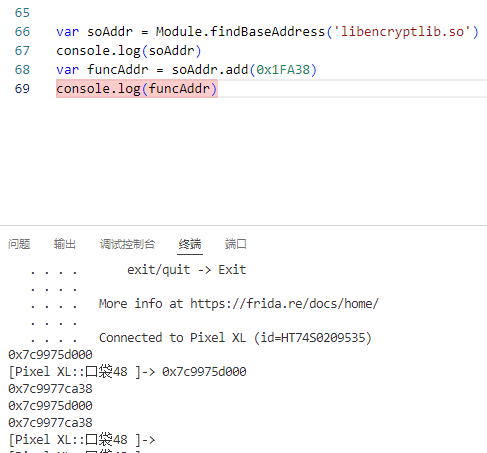 65
66 var soAddr = Module.findBaseAddress('libencryptlib.so')
67 console.log(soAddr)
68 var funcAddr = soAddr.add(0x1FA38)
69 console.log(funcAddr)
问题 输出 调试控制台 终端 端口
. . . . exit/quit -> Exit
. . . .
. . . . More info at https://frida.re/docs/home/
. . . .
. . . . Connected to Pixel XL (id=HT74S0209535)
0x7c9975d000
[Pixel XL::口袋48 ]-> 0x7c9975d000
0x7c9977ca38
0x7c9975d000
0x7c9977ca38
[Pixel XL::口袋48 ]->